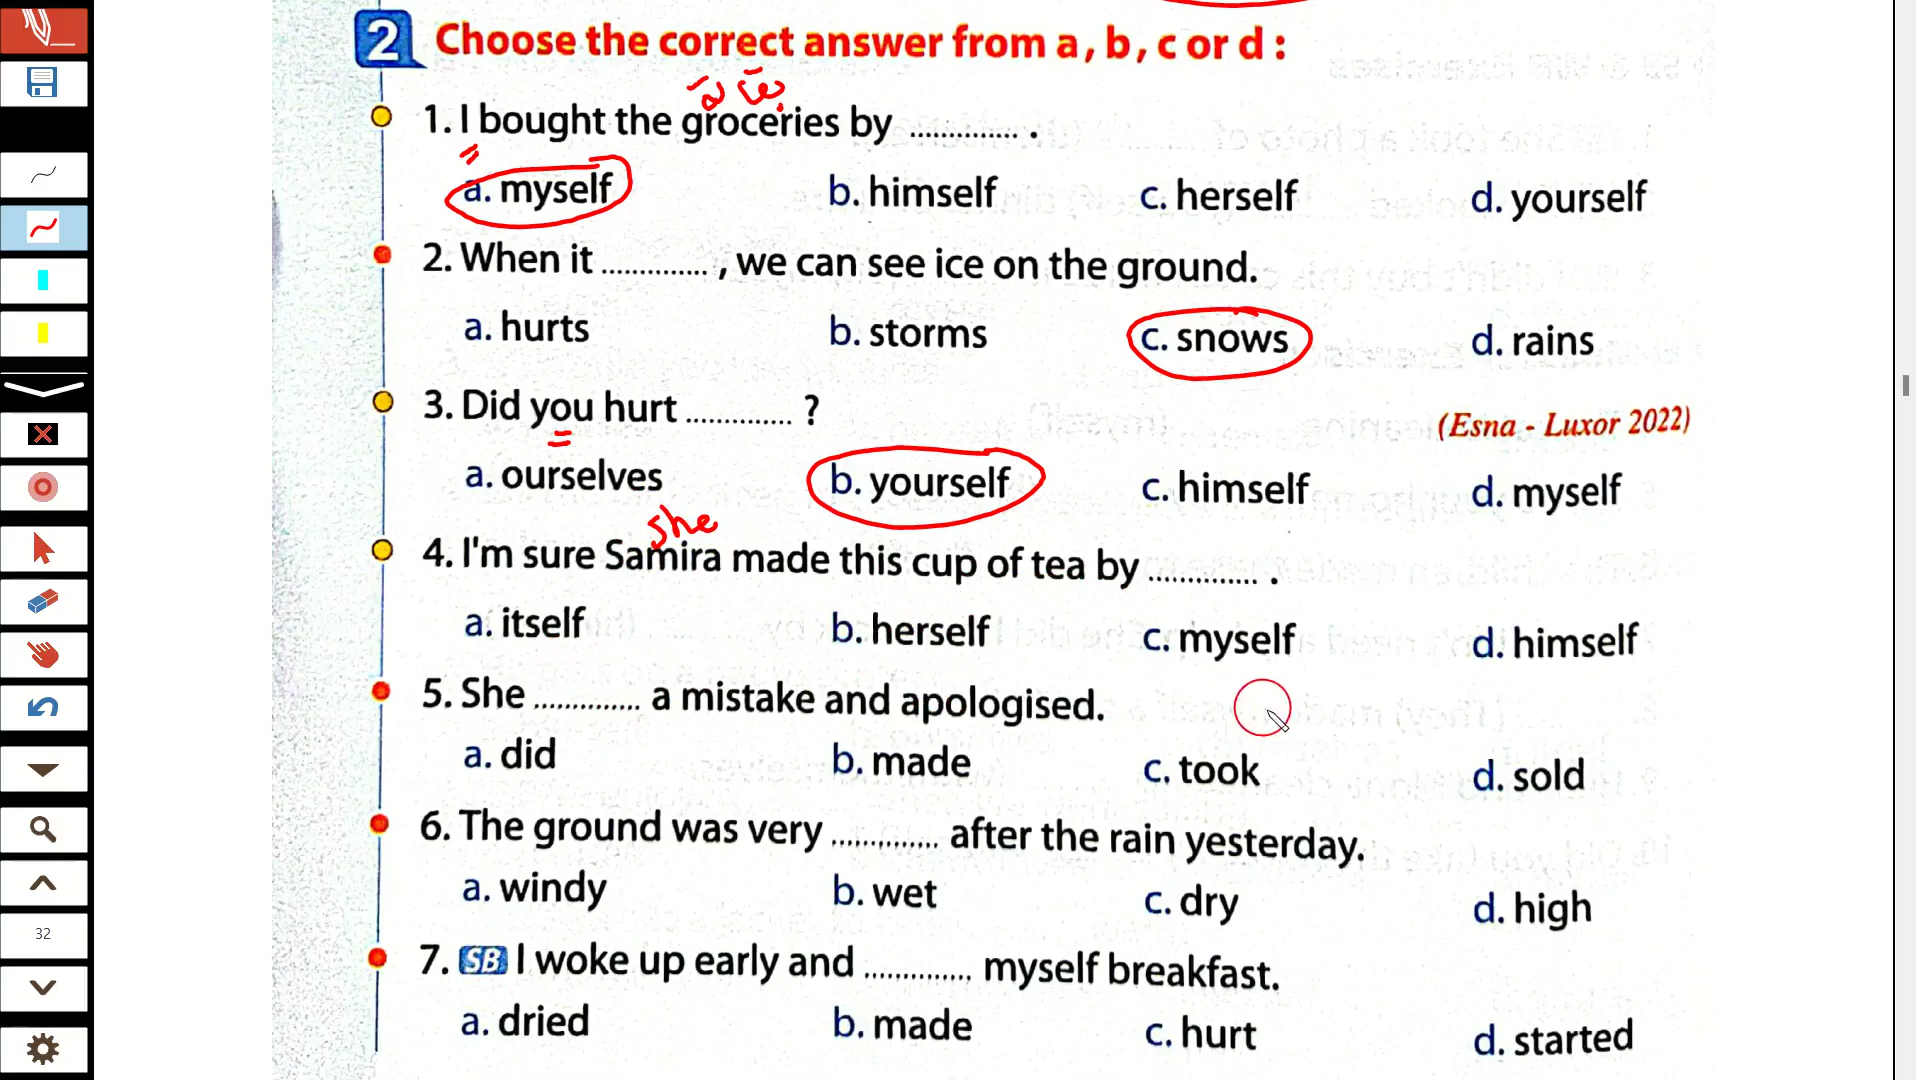 2 Choose the correct answer from a, b, c or d :
1. I bought the groceries by .............. .
a. myself b. himself c. herself d. yourself
2. When it .............. , we can see ice on the ground.
a. hurts b. storms c. snows d. rains
3. Did you hurt .............. ? (Esna - Luxor 2022)
a. ourselves b. yourself c. himself d. myself
she
4. I'm sure Samira made this cup of tea by .............. .
a. itself b. herself c. myself d. himself
5. She .............. a mistake and apologised.
a. did b. made c. took d. sold
6. The ground was very .............. after the rain yesterday.
a. windy b. wet c. dry d. high
7. SB I woke up early and .............. myself breakfast.
a. dried b. made c. hurt d. started
32